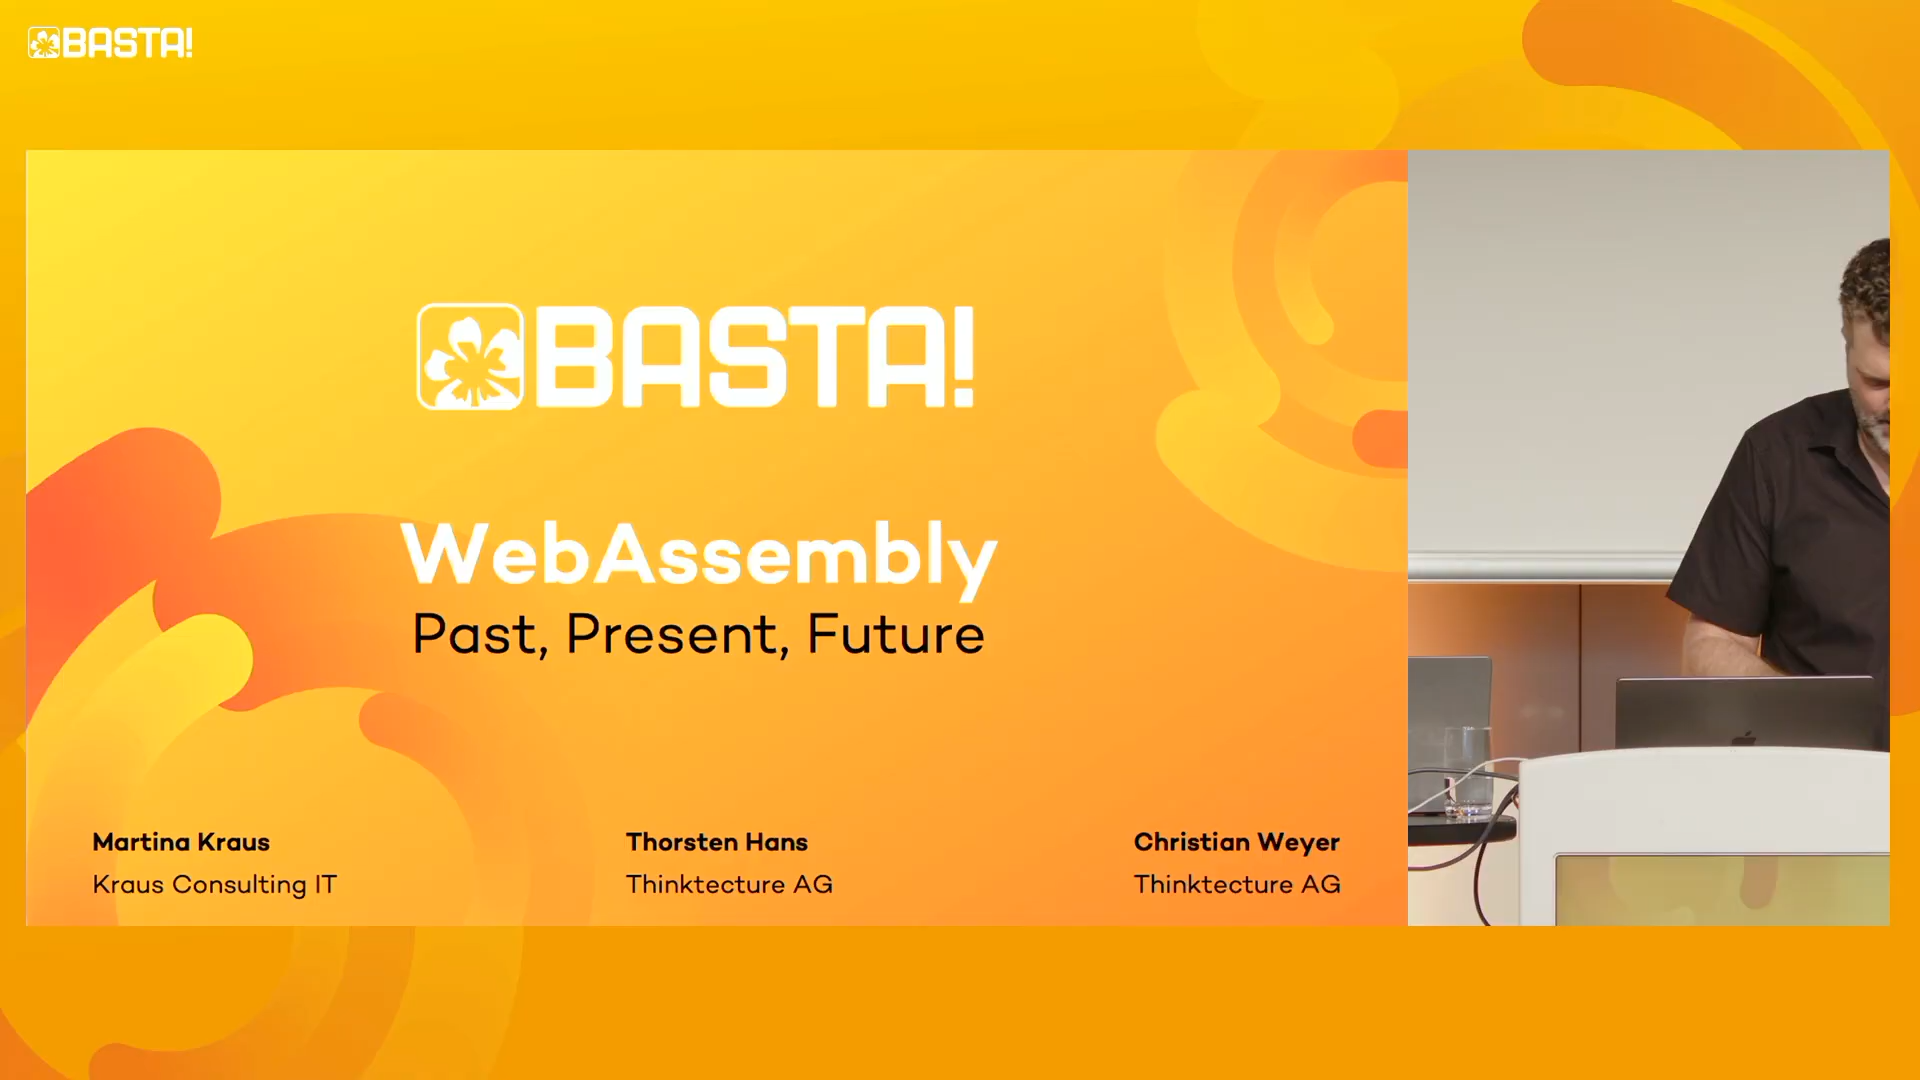 BASTA!
BASTA!
WebAssembly
Past, Present, Future
Martina Kraus
Kraus Consulting IT
Thorsten Hans
Thinktecture AG
Christian Weyer
Thinktecture AG